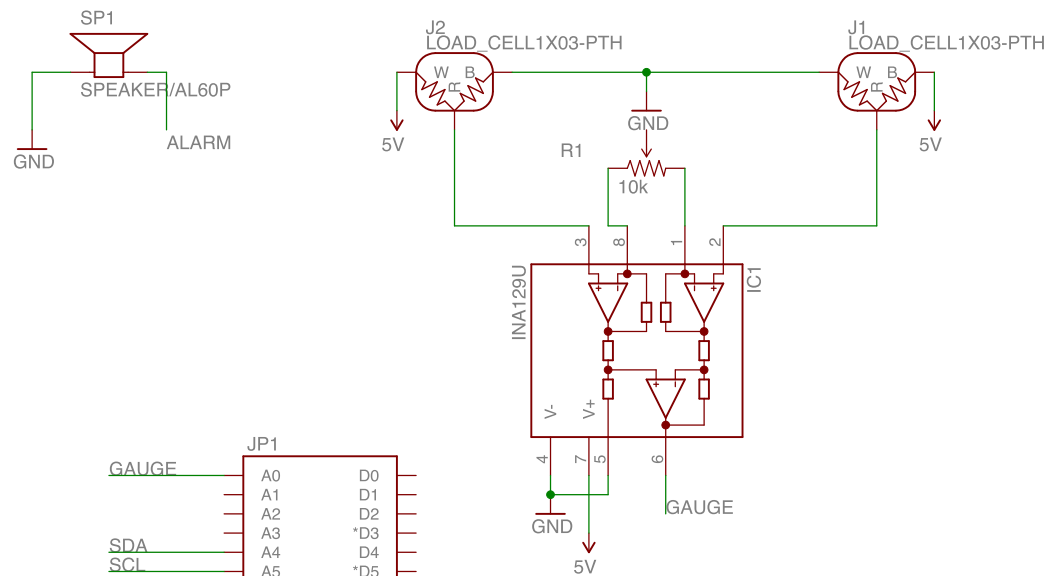 SP1
SPEAKER/AL60P
ALARM
GND
J2
LOAD_CELL1X03-PTH
W
R
B
5V
GND
R1
10k
J1
LOAD_CELL1X03-PTH
W
R
B
5V
3
8
1
2
INA129U
IC1
+
-
-
+
+
-
V-
V+
4
7
5
6
GND
5V
GAUGE
JP1
GAUGE
A0
D0
A1
D1
A2
D2
A3
*D3
SDA
A4
D4
SCL
A5
*D5